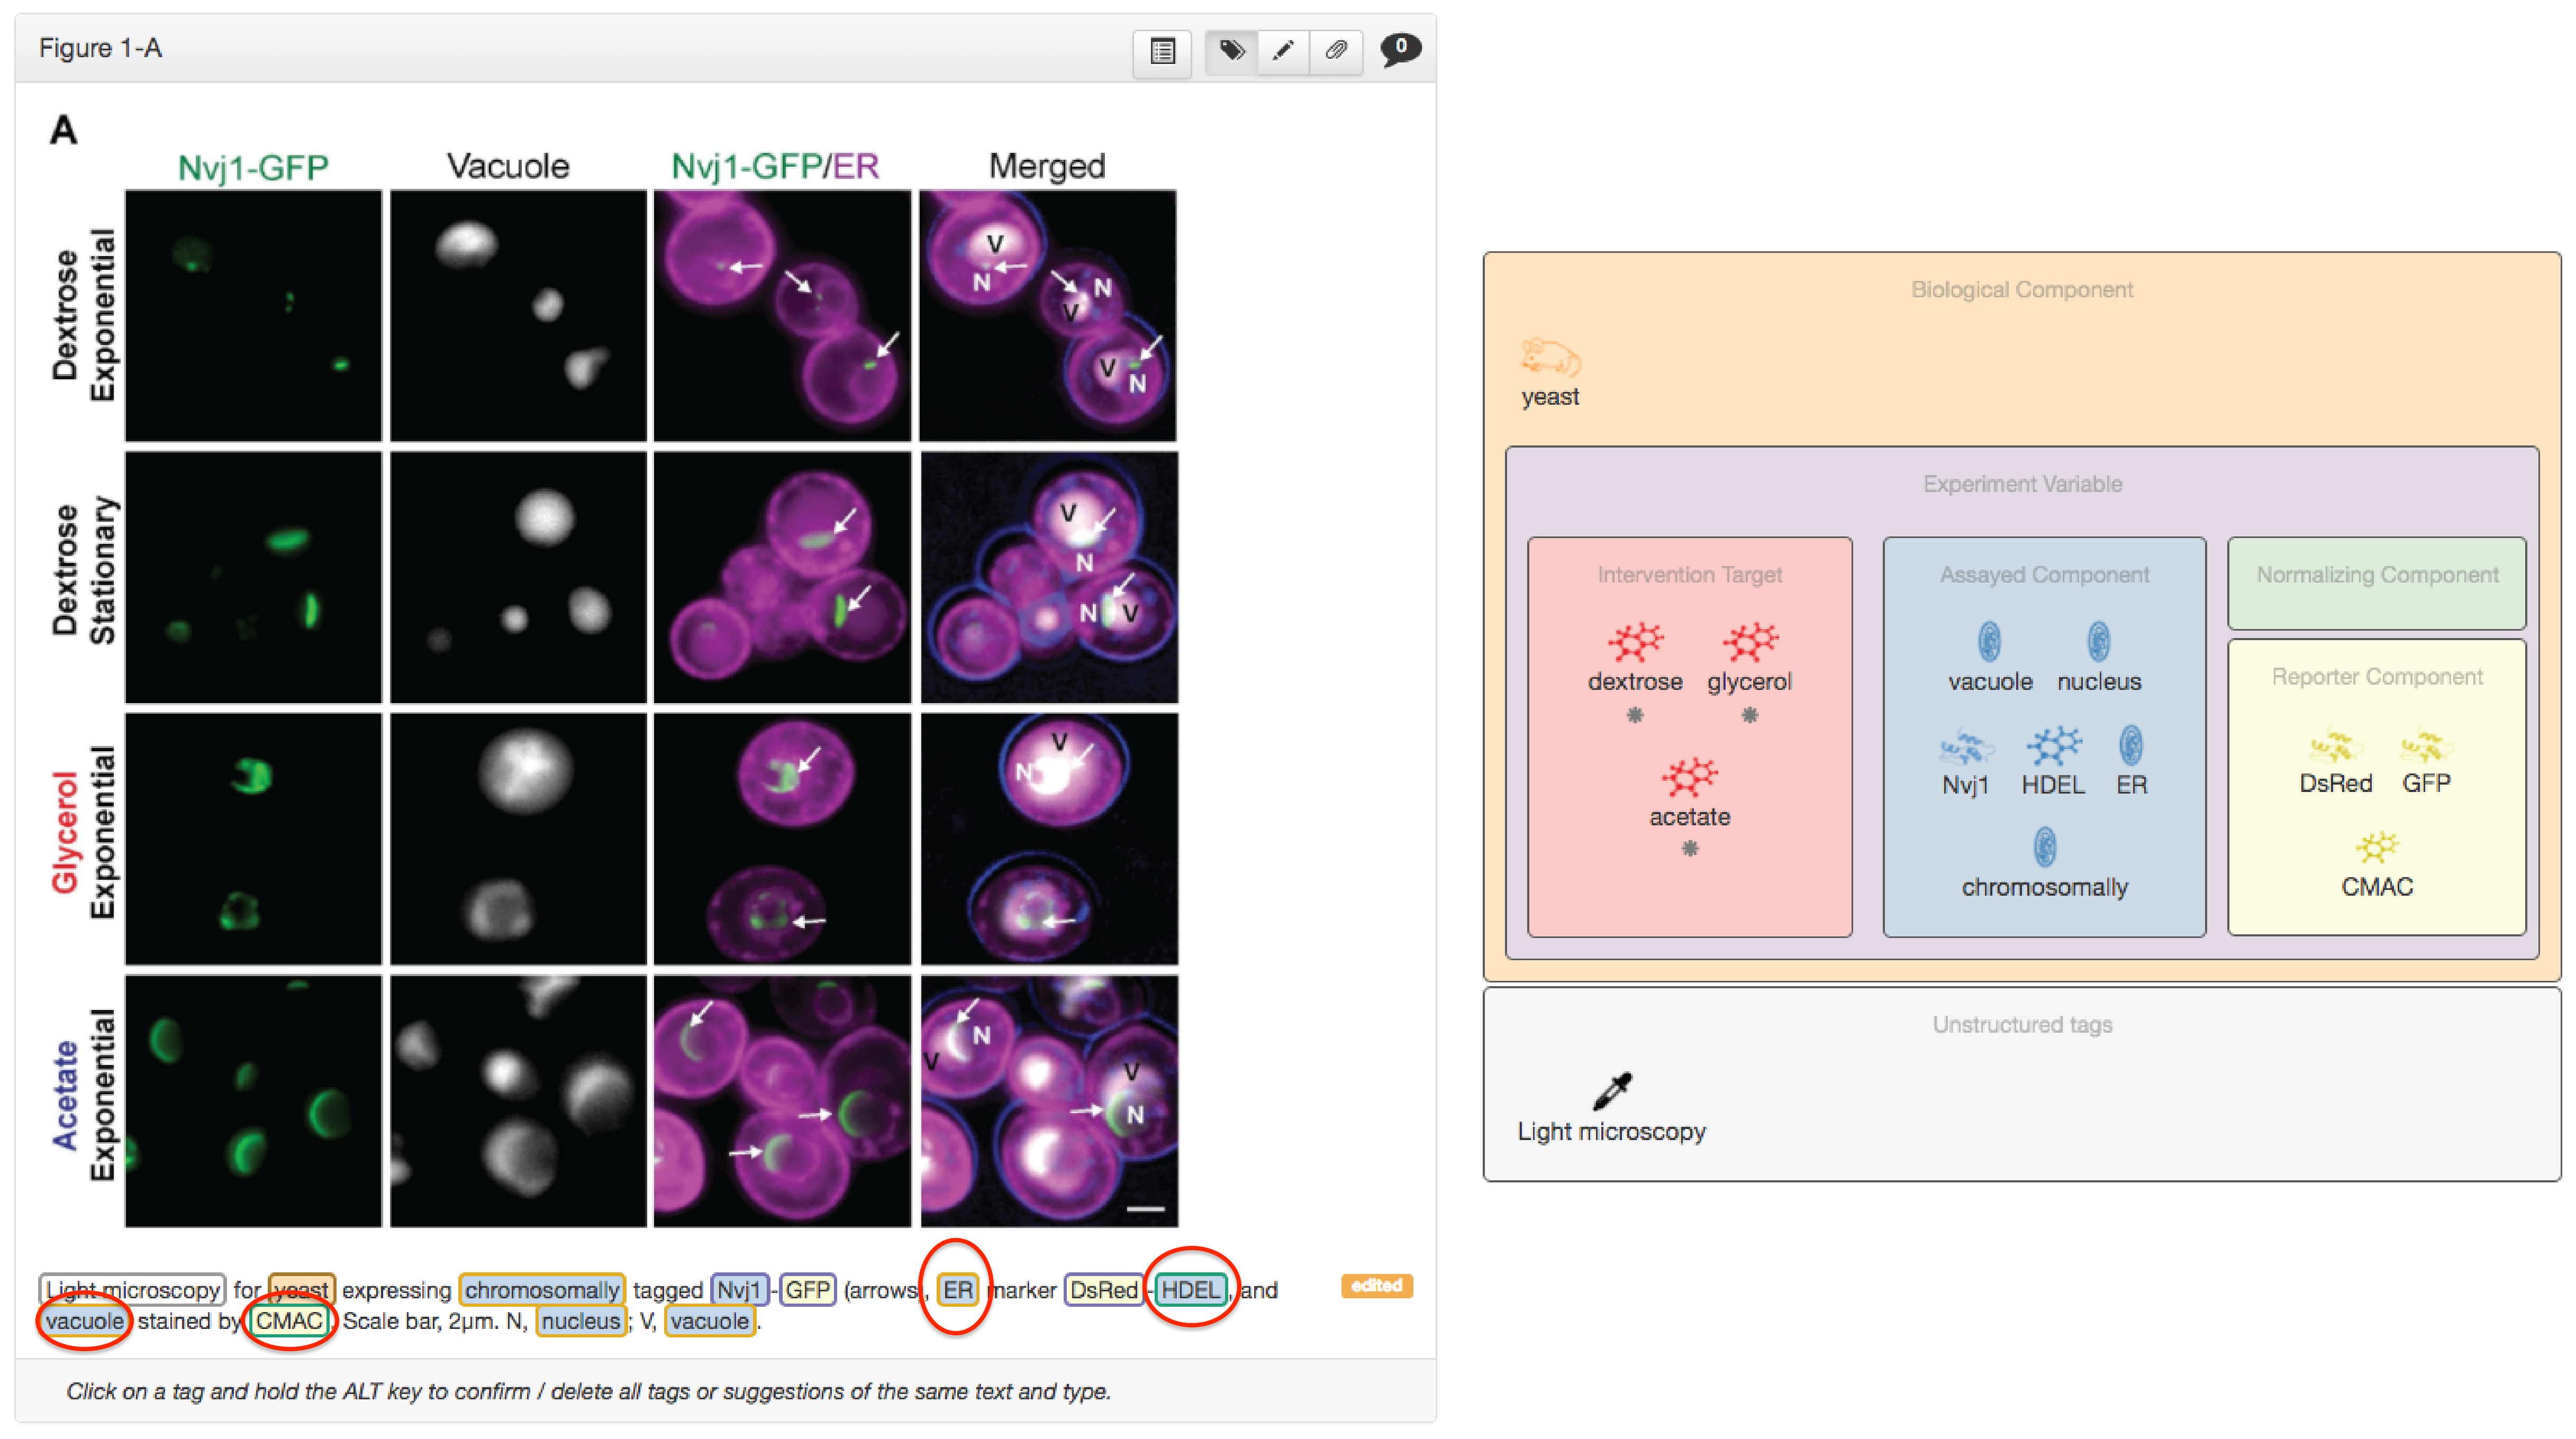 Figure 1-A
0
A
Nvj1-GFP
Vacuole
Nvj1-GFP/ER
Merged
Dextrose
Exponential
V
N
N
V
V
N
Dextrose
Stationary
V
N
N
V
Glycerol
Exponential
V
N
Acetate
Exponential
N
V
V
N
Light microscopy for yeast expressing chromosomally tagged Nvj1-GFP (arrows), ER marker DsRed-HDEL, and
vacuole stained by CMAC. Scale bar, 2µm. N, nucleus; V, vacuole.
edited
Click on a tag and hold the ALT key to confirm / delete all tags or suggestions of the same text and type.
Biological Component
yeast
Experiment Variable
Intervention Target
dextrose glycerol
acetate
Assayed Component
vacuole nucleus
Nvj1 HDEL ER
chromosomally
Normalizing Component
Reporter Component
DsRed GFP
CMAC
Unstructured tags
Light microscopy